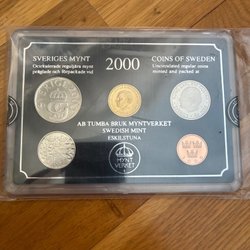 SVERIGES MYNT
Ocirkulerade reguljära mynt
präglade och förpackade vid
2000
COINS OF SWEDEN
Uncirculated regular coins
minted and packed at
AB TUMBA BRUK MYNTVERKET
SWEDISH MINT
ESKILSTUNA
MYNT
VERKET